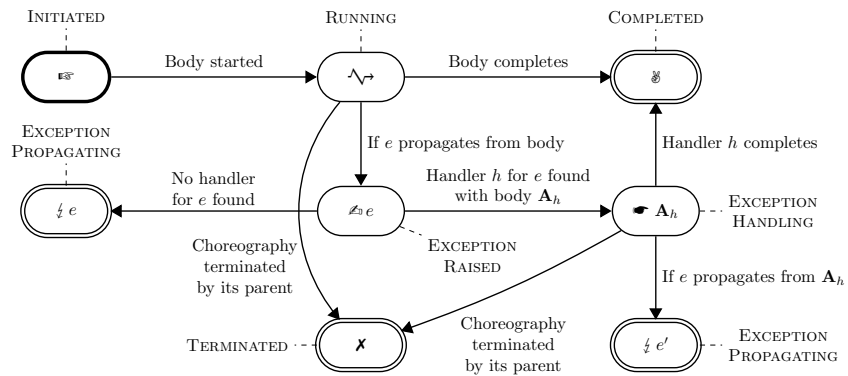 INITIATED
RUNNING
COMPLETED
Body started
Body completes
☞
✌
EXCEPTION
PROPAGATING
If e propagates from body
Handler h completes
No handler
for e found
Handler h for e found
with body A_h
↯ e
✍ e
☛ A_h
EXCEPTION
HANDLING
EXCEPTION
RAISED
Choreography
terminated
by its parent
If e propagates from A_h
Choreography
terminated
by its parent
TERMINATED
✗
↯ e′
EXCEPTION
PROPAGATING